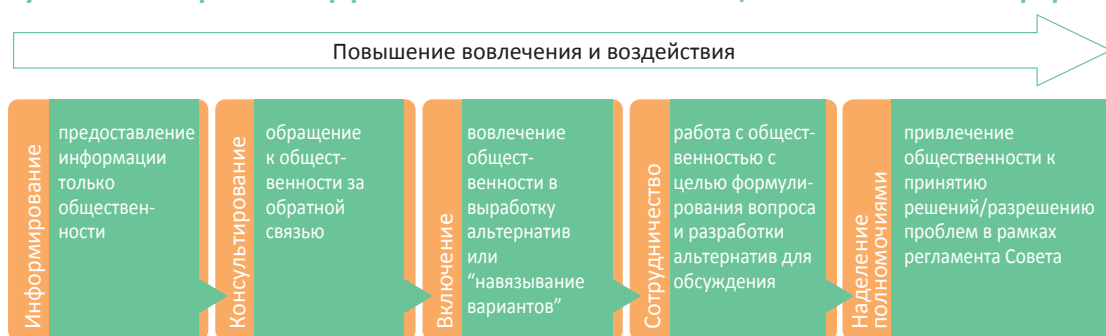 Повышение вовлечения и воздействия
Информирование
предоставление
информации
только
обществен-
ности
Консультирование
обращение
к общест-
венности за
обратной
связью
Включение
вовлечение
общест-
венности в
выработку
альтернатив
или
“навязывание
вариантов”
Сотрудничество
работа с общест-
венностью с
целью формули-
рования вопроса
и разработки
альтернатив для
обсуждения
Наделение
полномочиями
привлечение
общественности к
принятию
решений/разрешению
проблем в рамках
регламента Совета